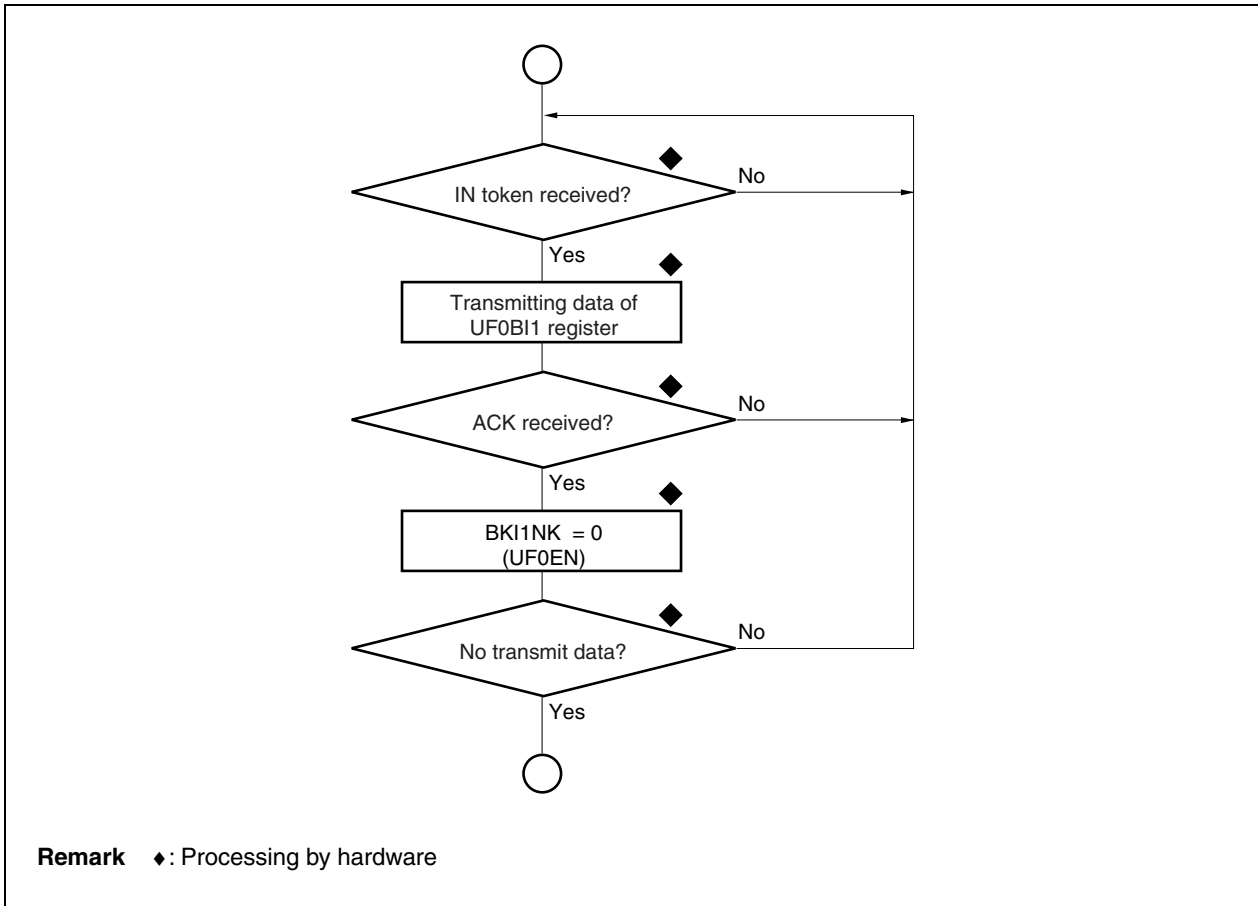 IN token received?
No
Yes
Transmitting data of
UF0BI1 register
ACK received?
No
Yes
BKI1NK = 0
(UF0EN)
No transmit data?
No
Yes
Remark ♦: Processing by hardware